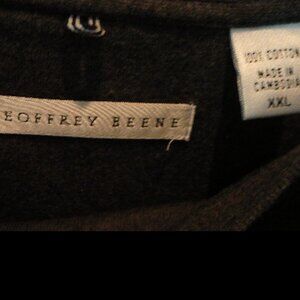 EOFFREY BEENE
100% COTTON
MADE IN
CAMBODIA
XXL